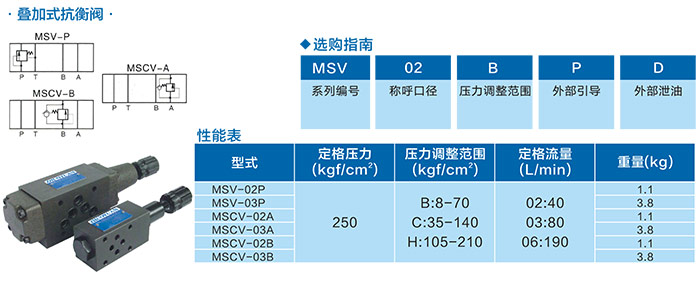 · 叠加式抗衡阀 ·
MSV-P
P T B A
MSCV-A
P T B A
MSCV-B
P T B A
◆选购指南
MSV 02 B P D
系列编号 称呼口径 压力调整范围 外部引导 外部泄油
性能表
型式 定格压力 (kgf/cm²) 压力调整范围 (kgf/cm²) 定格流量 (L/min) 重量(kg)
MSV-02P 1.1
MSV-03P 3.8
MSCV-02A 1.1
MSCV-03A 3.8
MSCV-02B 1.1
MSCV-03B 3.8
250
B:8-70 02:40
C:35-140 03:80
H:105-210 06:190